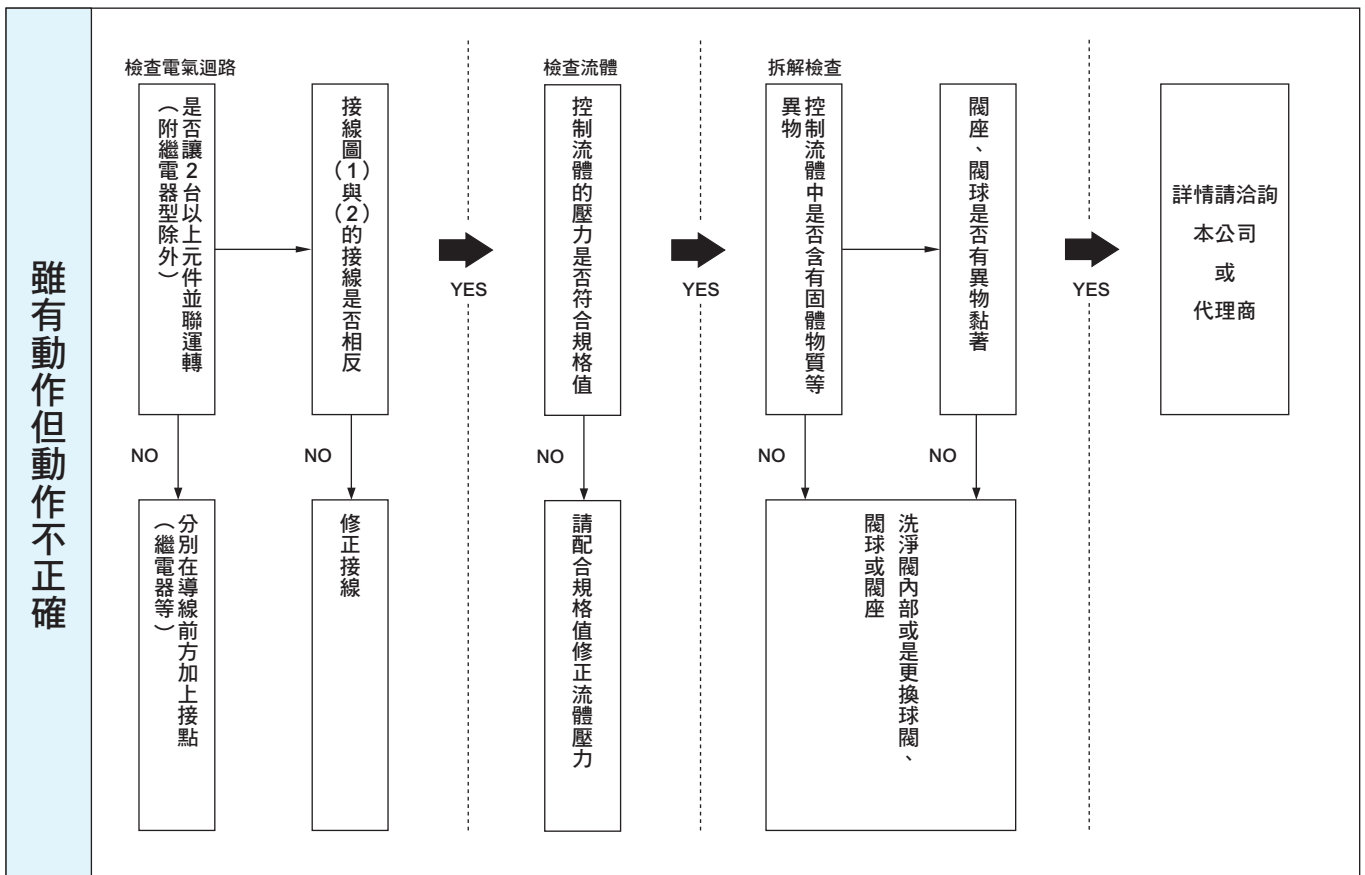 雖有動作但動作不正確
檢查電氣迴路
是否讓2台以上元件並聯運轉
（附繼電器型除外）
接線圖（1）與（2）的接線是否相反
NO
分別在導線前方加上接點
（繼電器等）
NO
修正接線
YES
檢查流體
控制流體的壓力是否符合規格值
NO
請配合規格值修正流體壓力
YES
拆解檢查
控制流體中是否含有固體物質等
異物
閥座、閥球是否有異物黏著
NO
NO
洗淨閥內部或是更換球閥、
閥球或閥座
YES
詳情請洽詢
本公司
或
代理商